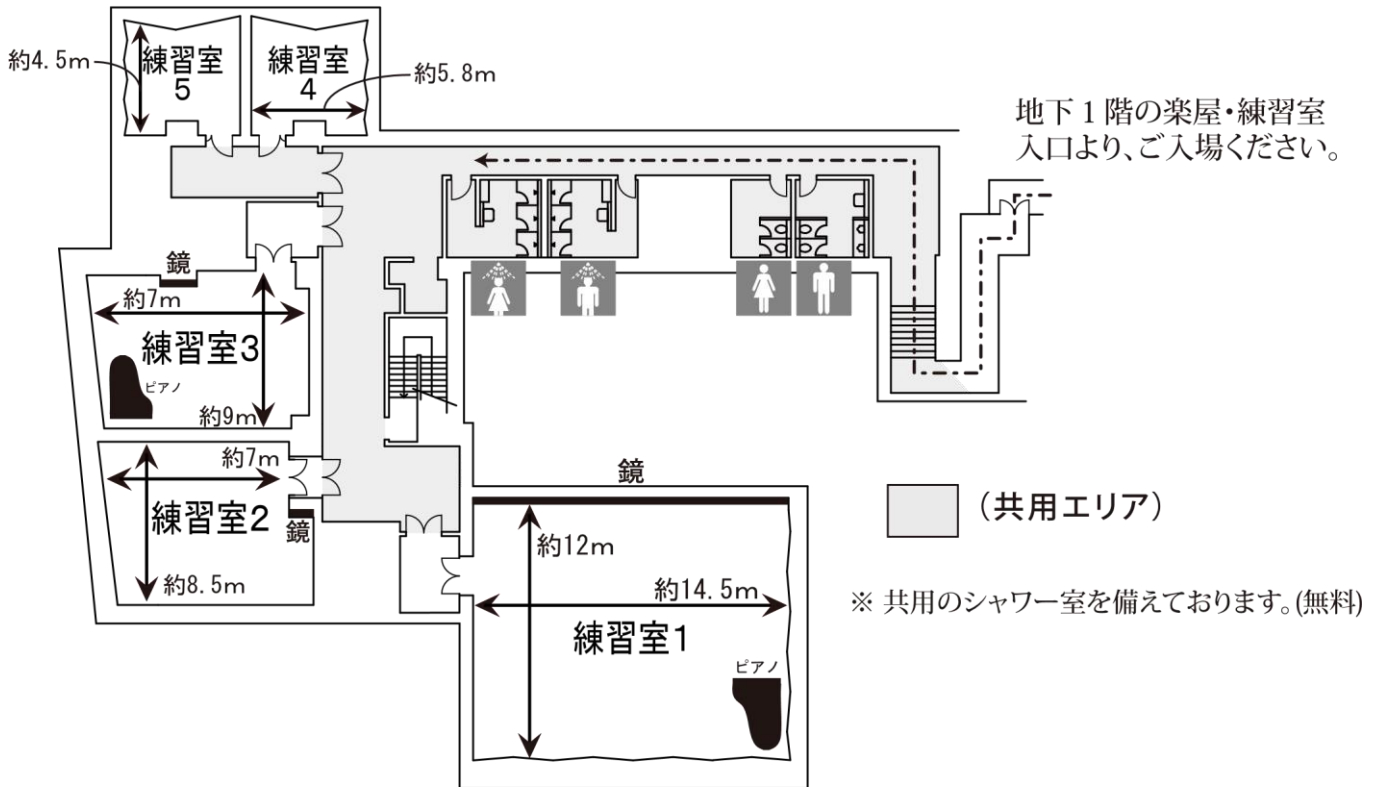 約4.5m
練習室
5
練習室
4
約5.8m
地下1階の楽屋・練習室
入口より、ご入場ください。
鏡
約7m
練習室3
ピアノ
約9m
約7m
練習室2
鏡
約8.5m
鏡
約12m
約14.5m
練習室1
ピアノ
(共用エリア)
※ 共用のシャワー室を備えております。(無料)